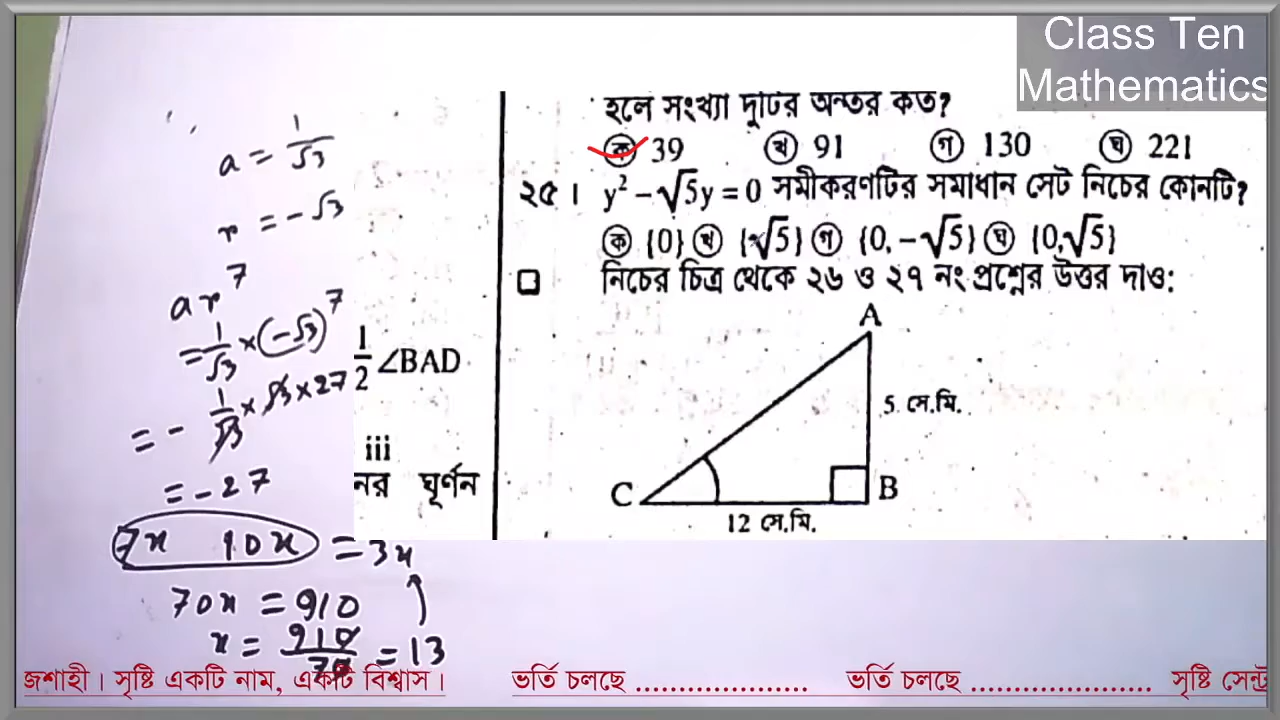 Class Ten
Mathematics
a = 1/√3
r = -√3
ar⁷
= 1/√3 × (-√3)⁷
= - 1/√3 × √3 × 27
= -27
7x 10x = 3x
70x = 910
x = 910/70 = 13
1/2 ∠BAD
iii
নর ঘূর্ণন
হলে সংখ্যা দুটির অন্তর কত?
ক 39 খ 91 গ 130 ঘ 221
২৫। y² - √5y = 0 সমীকরণটির সমাধান সেট নিচের কোনটি?
ক {0} খ {√5} গ {0, -√5} ঘ {0,√5}
নিচের চিত্র থেকে ২৬ ও ২৭ নং প্রশ্নের উত্তর দাও:
A
5 সে.মি.
C
B
12 সে.মি.
জশাহী। সৃষ্টি একটি নাম, একটি বিশ্বাস। ভর্তি চলছে .................... ভর্তি চলছে ..................... সৃষ্টি সেন্ট্র